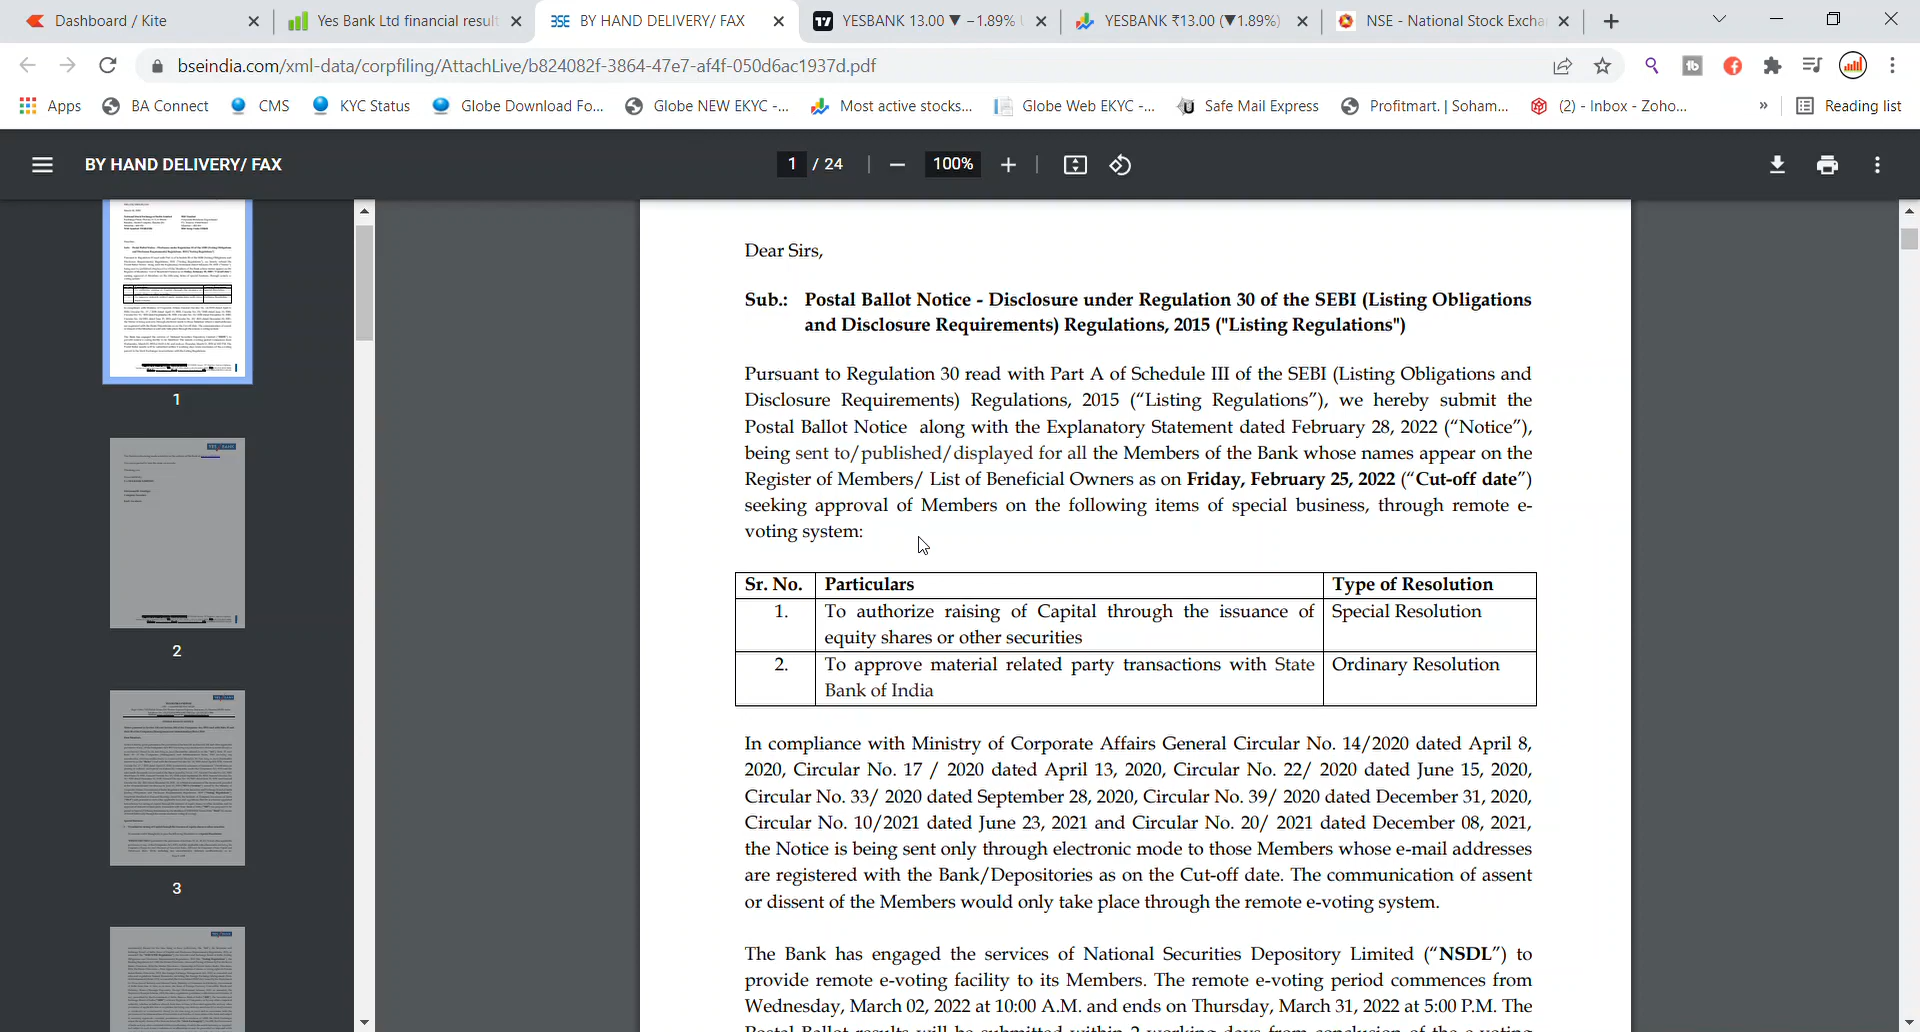 Dashboard / Kite
Yes Bank Ltd financial result
BSE BY HAND DELIVERY/ FAX
YESBANK 13.00 ▼ −1.89%
YESBANK ₹13.00 (▼1.89%)
NSE - National Stock Excha
bseindia.com/xml-data/corpfiling/AttachLive/b824082f-3864-47e7-af4f-050d6ac1937d.pdf
Apps BA Connect CMS KYC Status Globe Download Fo... Globe NEW EKYC -... Most active stocks... Globe Web EKYC -... Safe Mail Express Profitmart. | Soham... (2) - Inbox - Zoho... » Reading list
BY HAND DELIVERY/ FAX
1 / 24
100%
1
2
3
Dear Sirs,
Sub.: Postal Ballot Notice - Disclosure under Regulation 30 of the SEBI (Listing Obligations
and Disclosure Requirements) Regulations, 2015 ("Listing Regulations")
Pursuant to Regulation 30 read with Part A of Schedule III of the SEBI (Listing Obligations and
Disclosure Requirements) Regulations, 2015 (“Listing Regulations”), we hereby submit the
Postal Ballot Notice along with the Explanatory Statement dated February 28, 2022 (“Notice”),
being sent to/published/displayed for all the Members of the Bank whose names appear on the
Register of Members/ List of Beneficial Owners as on Friday, February 25, 2022 (“Cut-off date”)
seeking approval of Members on the following items of special business, through remote e-
voting system:
Sr. No. Particulars Type of Resolution
1. To authorize raising of Capital through the issuance of Special Resolution
equity shares or other securities
2. To approve material related party transactions with State Ordinary Resolution
Bank of India
In compliance with Ministry of Corporate Affairs General Circular No. 14/2020 dated April 8,
2020, Circular No. 17 / 2020 dated April 13, 2020, Circular No. 22/ 2020 dated June 15, 2020,
Circular No. 33/ 2020 dated September 28, 2020, Circular No. 39/ 2020 dated December 31, 2020,
Circular No. 10/2021 dated June 23, 2021 and Circular No. 20/ 2021 dated December 08, 2021,
the Notice is being sent only through electronic mode to those Members whose e-mail addresses
are registered with the Bank/Depositories as on the Cut-off date. The communication of assent
or dissent of the Members would only take place through the remote e-voting system.
The Bank has engaged the services of National Securities Depository Limited (“NSDL”) to
provide remote e-voting facility to its Members. The remote e-voting period commences from
Wednesday, March 02, 2022 at 10:00 A.M. and ends on Thursday, March 31, 2022 at 5:00 P.M. The